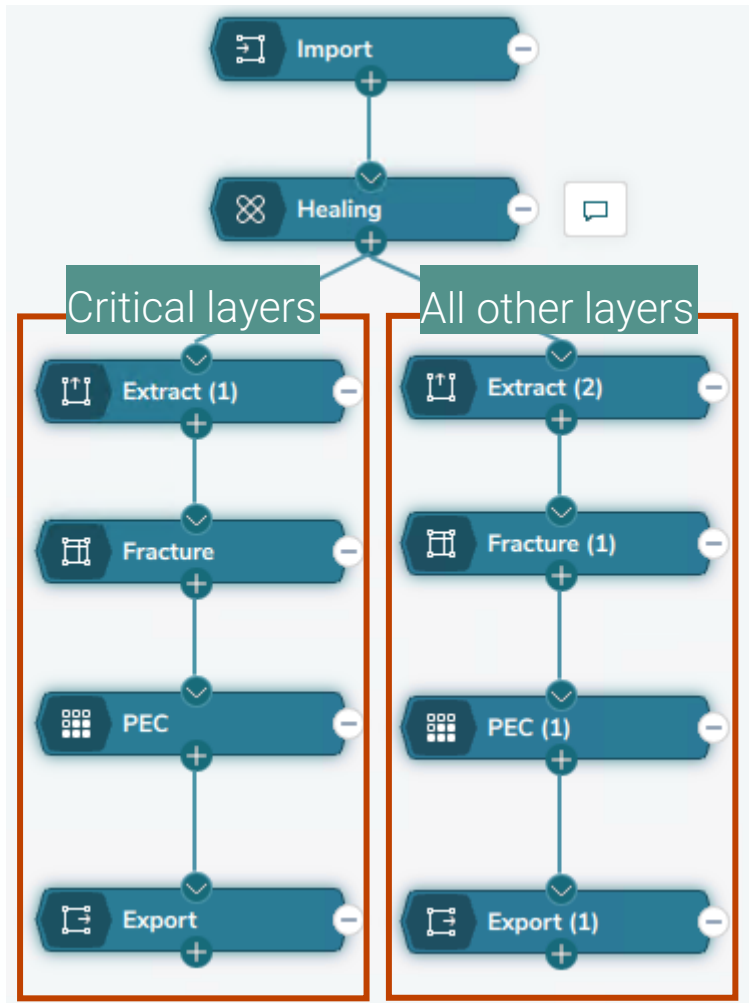 Import
Healing
Critical layers
All other layers
Extract (1)
Extract (2)
Fracture
Fracture (1)
PEC
PEC (1)
Export
Export (1)